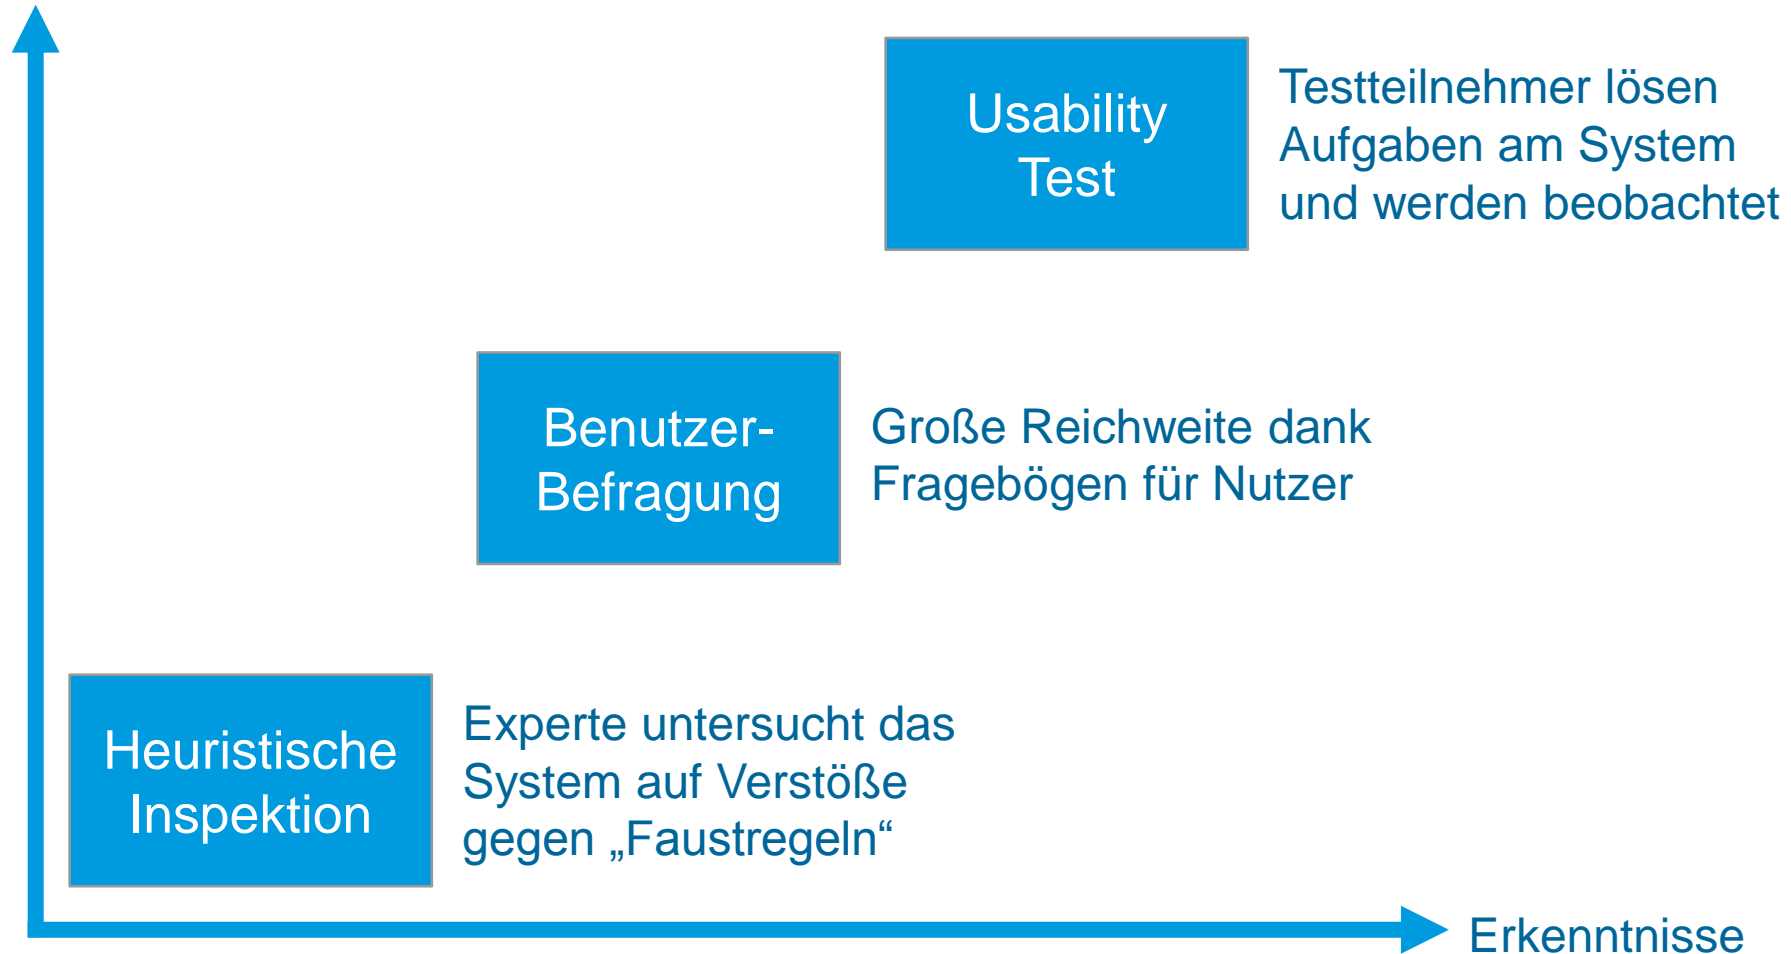 Usability
Test
Testteilnehmer lösen
Aufgaben am System
und werden beobachtet
Benutzer-
Befragung
Große Reichweite dank
Fragebögen für Nutzer
Heuristische
Inspektion
Experte untersucht das
System auf Verstöße
gegen „Faustregeln“
Erkenntnisse